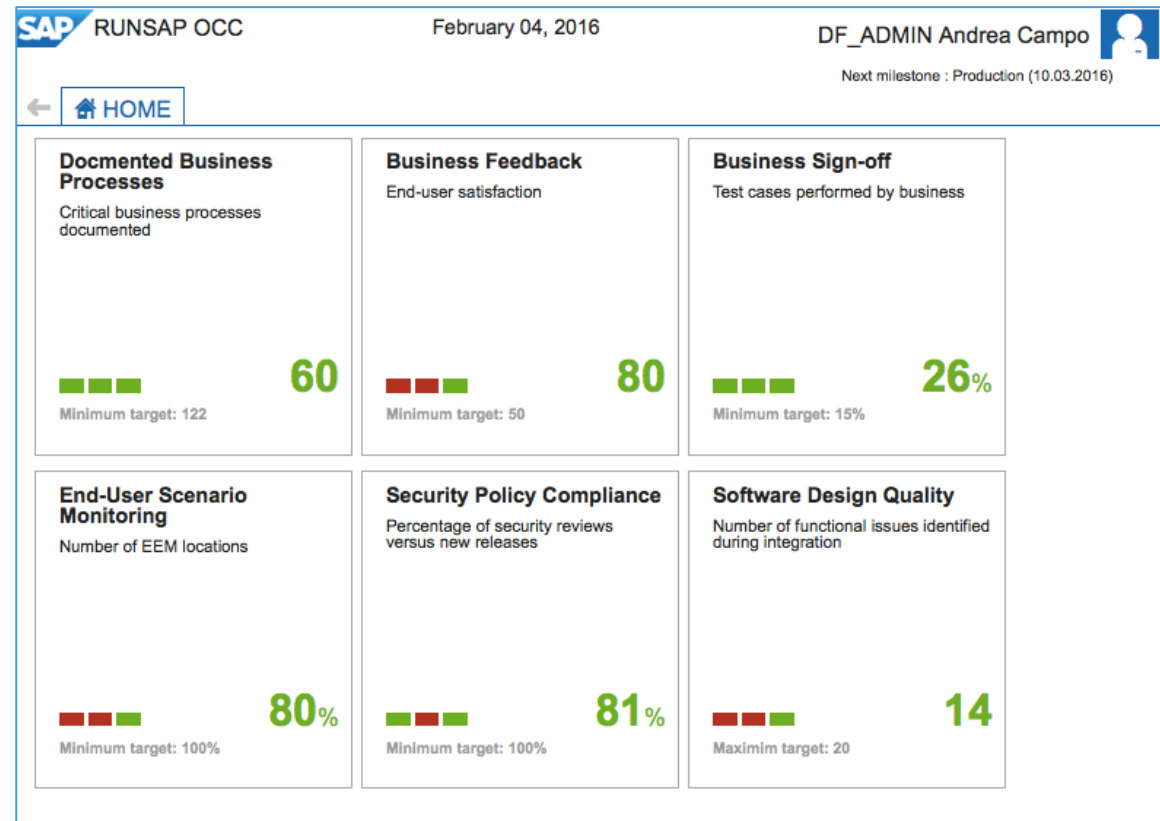 SAP RUNSAP OCC
February 04, 2016
DF_ADMIN Andrea Campo
Next milestone : Production (10.03.2016)
HOME
Docmented Business
Processes
Critical business processes
documented
60
Minimum target: 122
Business Feedback
End-user satisfaction
80
Minimum target: 50
Business Sign-off
Test cases performed by business
26%
Minimum target: 15%
End-User Scenario
Monitoring
Number of EEM locations
80%
Minimum target: 100%
Security Policy Compliance
Percentage of security reviews
versus new releases
81%
Minimum target: 100%
Software Design Quality
Number of functional issues identified
during integration
14
Maximim target: 20